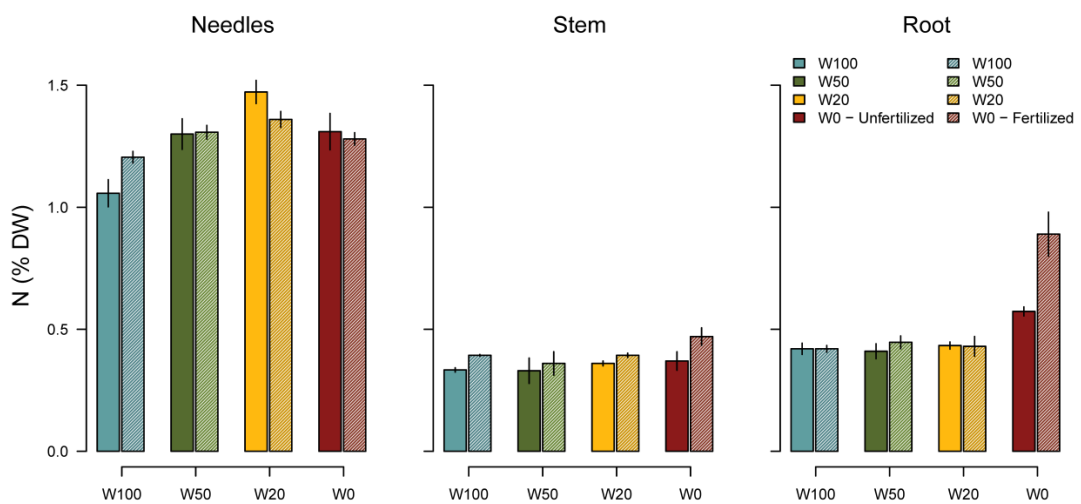 Needles
Stem
Root
N (% DW)
1.5
1.0
0.5
0.0
W100
W50
W20
W0 − Unfertilized
W100
W50
W20
W0 − Fertilized
W100 W50 W20 W0
W100 W50 W20 W0
W100 W50 W20 W0